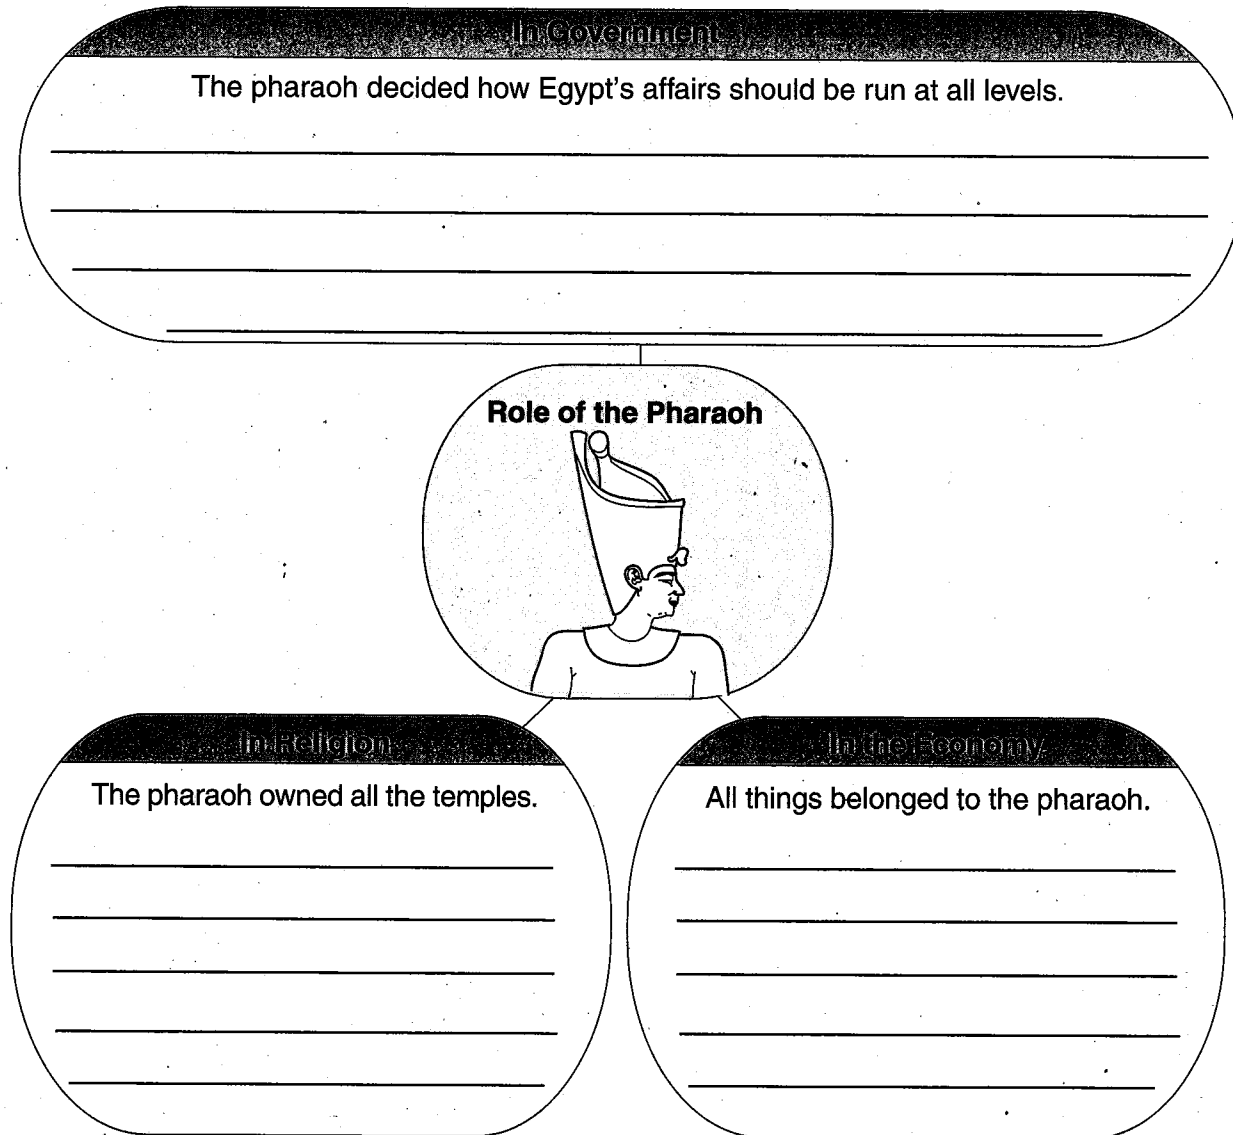 In Government
The pharaoh decided how Egypt's affairs should be run at all levels.
Role of the Pharaoh
In Religion
The pharaoh owned all the temples.
In the Economy
All things belonged to the pharaoh.